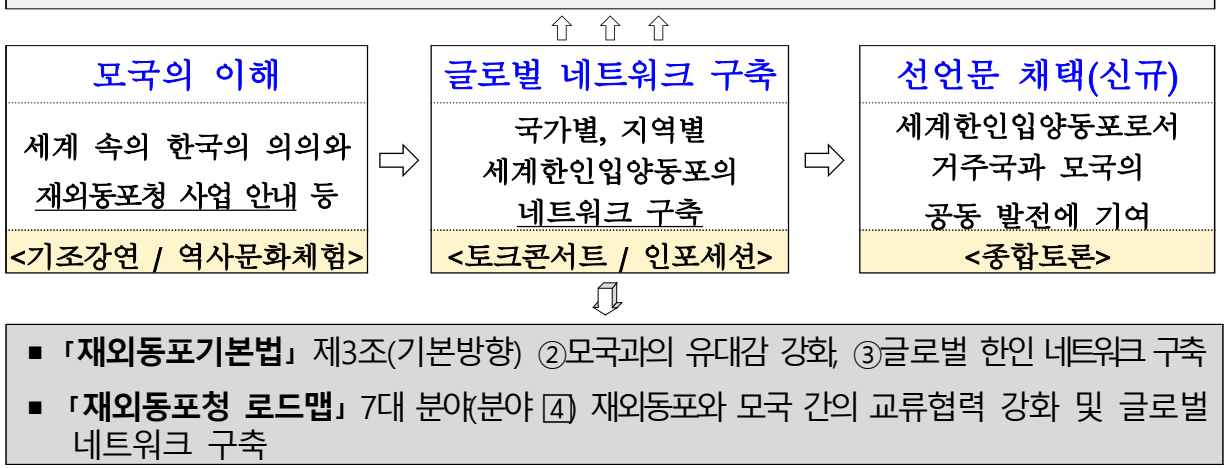 모국의 이해
세계 속의 한국의 의의와
재외동포청 사업 안내 등
<기조강연 / 역사문화체험>
글로벌 네트워크 구축
국가별, 지역별
세계한인입양동포의
네트워크 구축
<토크콘서트 / 인포세션>
선언문 채택(신규)
세계한인입양동포로서
거주국과 모국의
공동 발전에 기여
<종합토론>
▪ 「재외동포기본법」 제3조(기본방향) ②모국과의 유대감 강화, ③글로벌 한인 네트워크 구축
▪ 「재외동포청 로드맵」 7대 분야(분야 4) 재외동포와 모국 간의 교류협력 강화 및 글로벌
네트워크 구축